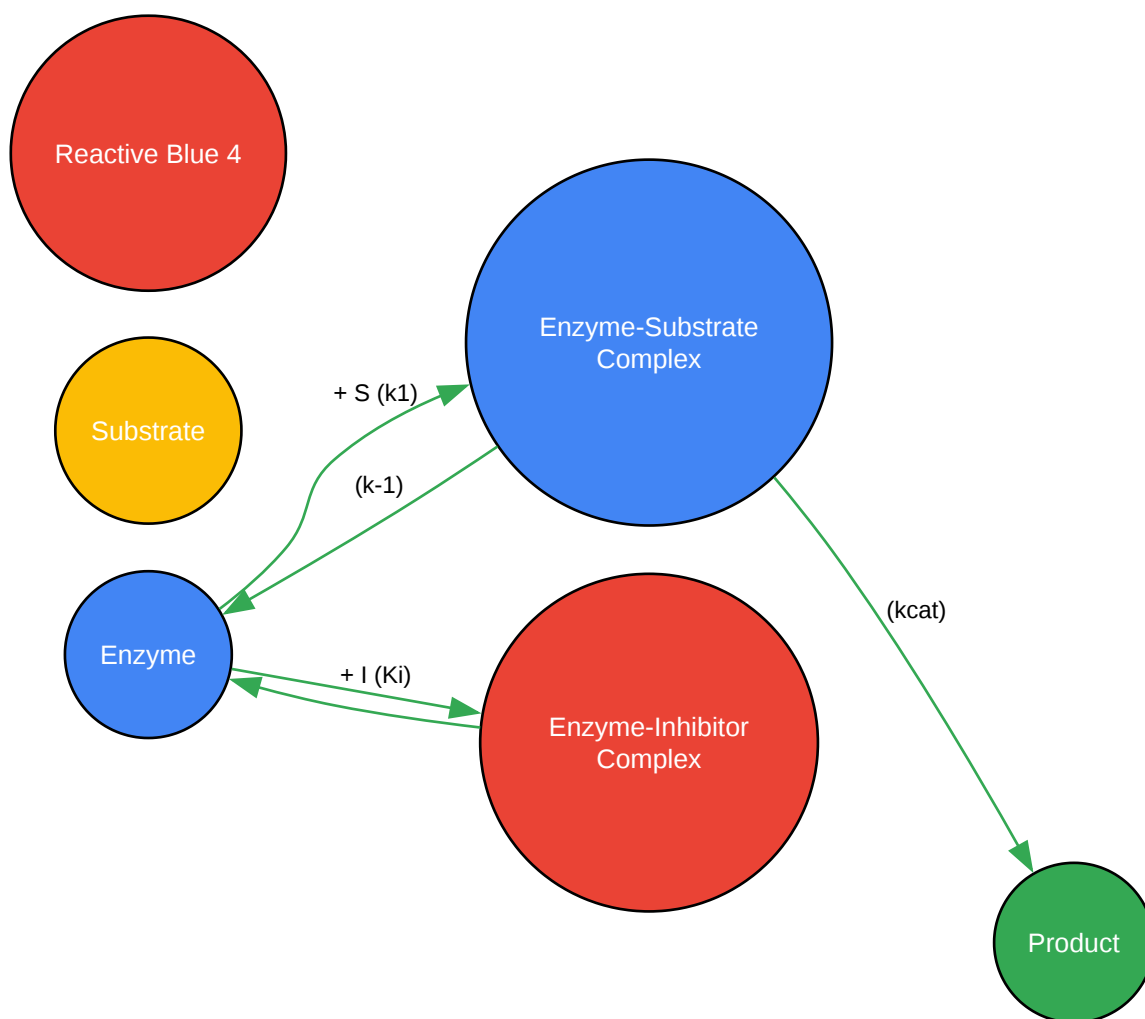 Reactive Blue 4
Enzyme-Substrate
Complex
+ S (k1)
Substrate
(k-1)
(kcat)
Enzyme
+ I (Ki)
Enzyme-Inhibitor
Complex
Product